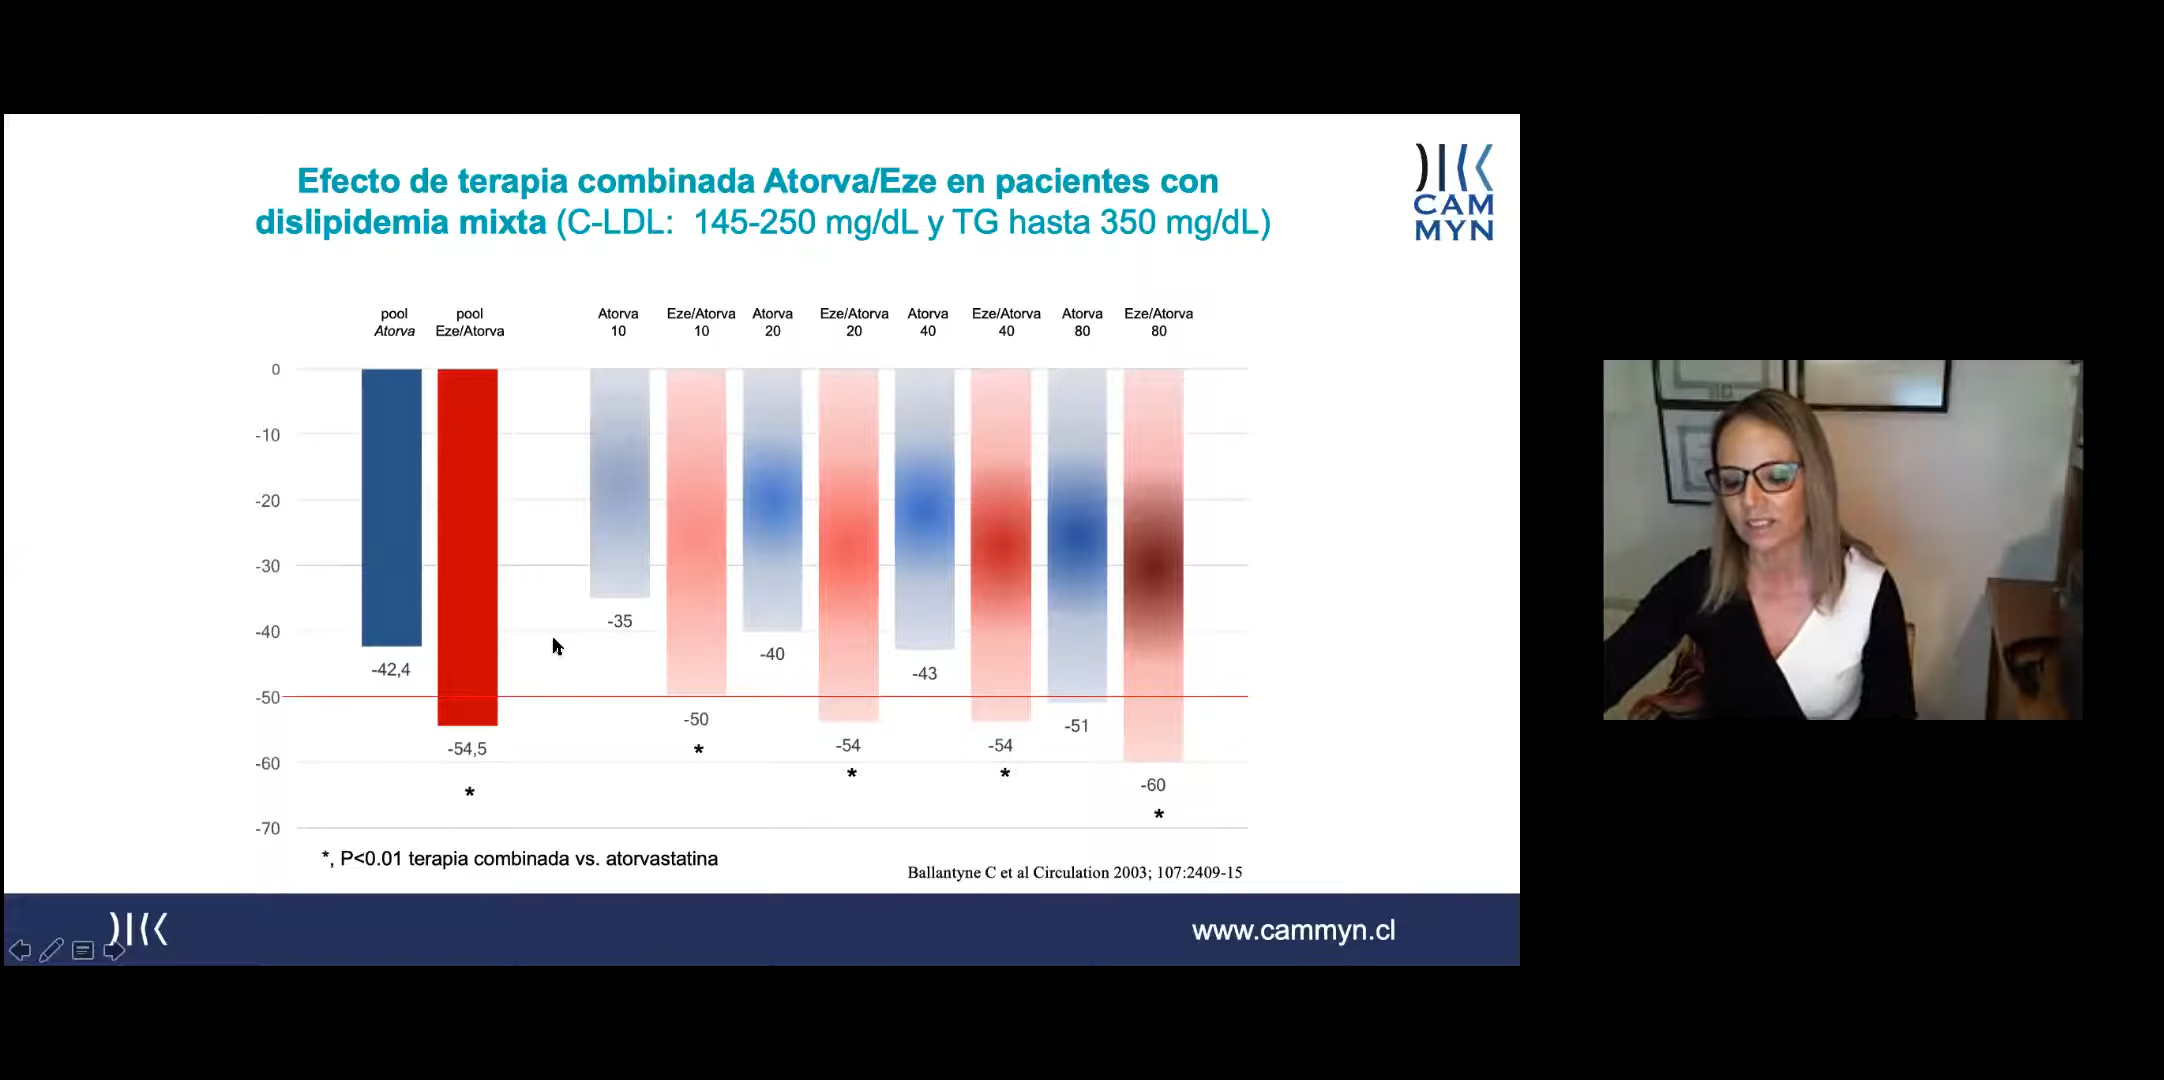 Efecto de terapia combinada Atorva/Eze en pacientes con
dislipidemia mixta (C-LDL: 145-250 mg/dL y TG hasta 350 mg/dL)
CAM
MYN
pool Atorva
pool Eze/Atorva
Atorva 10
Eze/Atorva 10
Atorva 20
Eze/Atorva 20
Atorva 40
Eze/Atorva 40
Atorva 80
Eze/Atorva 80
0
-10
-20
-30
-40
-50
-60
-70
-42,4
-54,5
*
-35
-50
*
-40
-54
*
-43
-54
*
-51
-60
*
*, P<0.01 terapia combinada vs. atorvastatina
Ballantyne C et al Circulation 2003; 107:2409-15
www.cammyn.cl